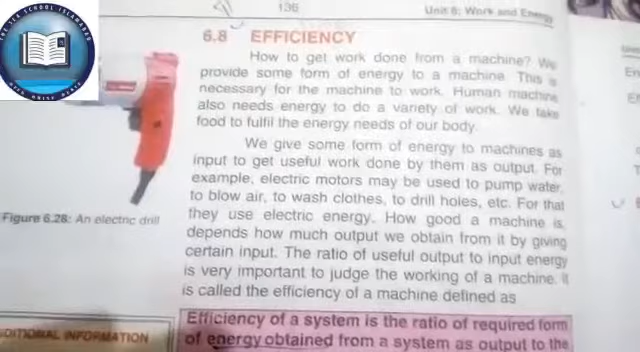 136
Unit 6: Work and Energy
6.8 EFFICIENCY
How to get work done from a machine? We
provide some form of energy to a machine. This is
necessary for the machine to work. Human machine
also needs energy to do a variety of work. We take
food to fulfil the energy needs of our body.
We give some form of energy to machines as
input to get useful work done by them as output. For
example, electric motors may be used to pump water,
to blow air, to wash clothes, to drill holes, etc. For that
they use electric energy. How good a machine is,
depends how much output we obtain from it by giving
certain input. The ratio of useful output to input energy
is very important to judge the working of a machine. It
is called the efficiency of a machine defined as
Figure 6.28: An electric drill
DITIONAL INFORMATION
Efficiency of a system is the ratio of required form
of energy obtained from a system as output to the